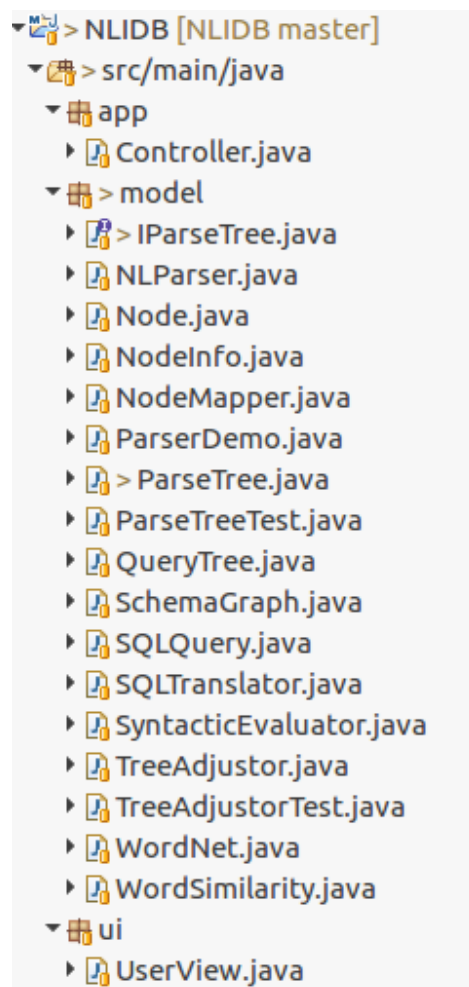 > NLIDB [NLIDB master]
> src/main/java
app
Controller.java
> model
> IParseTree.java
NLParser.java
Node.java
NodeInfo.java
NodeMapper.java
ParserDemo.java
> ParseTree.java
ParseTreeTest.java
QueryTree.java
SchemaGraph.java
SQLQuery.java
SQLTranslator.java
SyntacticEvaluator.java
TreeAdjustor.java
TreeAdjustorTest.java
WordNet.java
WordSimilarity.java
ui
UserView.java